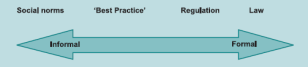 Social norms 'Best Practice' Regulation Law
Informal Formal